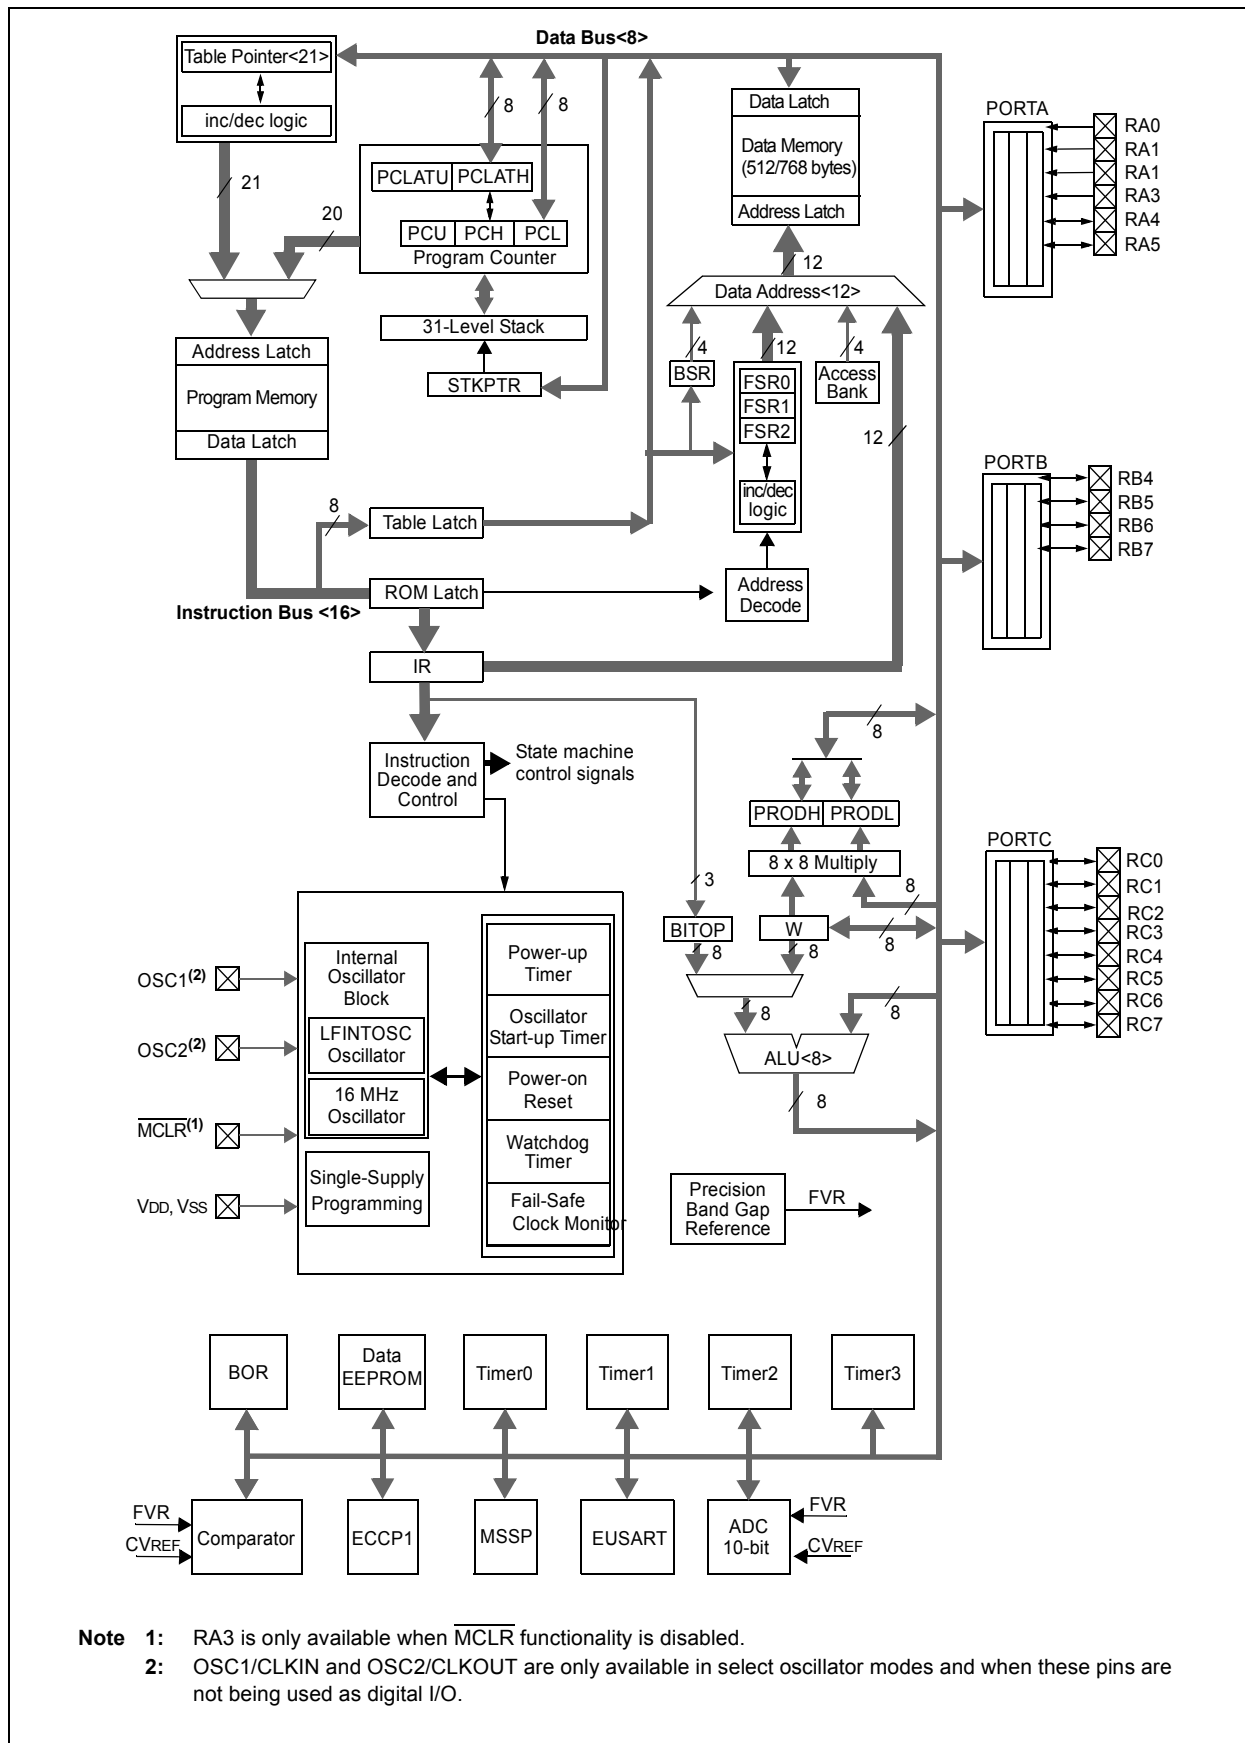 Data Bus<8>
Table Pointer<21>
inc/dec logic
21
20
8
8
PCLATU PCLATH
PCU PCH PCL
Program Counter
31-Level Stack
STKPTR
Address Latch
Program Memory
Data Latch
8
Table Latch
ROM Latch
Instruction Bus <16>
IR
Data Latch
Data Memory
(512/768 bytes)
Address Latch
12
Data Address<12>
4
12
4
BSR
FSR0
FSR1
FSR2
inc/dec
logic
Access
Bank
12
Address
Decode
PORTA
RA0
RA1
RA1
RA3
RA4
RA5
PORTB
RB4
RB5
RB6
RB7
PORTC
RC0
RC1
RC2
RC3
RC4
RC5
RC6
RC7
Instruction
Decode and
Control
State machine
control signals
8
PRODH PRODL
8 x 8 Multiply
3
8
BITOP
W
8
8
8
8
8
ALU<8>
8
OSC1(2)
OSC2(2)
MCLR(1)
VDD, VSS
Internal
Oscillator
Block
LFINTOSC
Oscillator
16 MHz
Oscillator
Single-Supply
Programming
Power-up
Timer
Oscillator
Start-up Timer
Power-on
Reset
Watchdog
Timer
Fail-Safe
Clock Monitor
Precision
Band Gap
Reference
FVR
BOR
Data
EEPROM
Timer0
Timer1
Timer2
Timer3
FVR
CVREF
Comparator
ECCP1
MSSP
EUSART
ADC
10-bit
FVR
CVREF
Note 1: RA3 is only available when MCLR functionality is disabled.
2: OSC1/CLKIN and OSC2/CLKOUT are only available in select oscillator modes and when these pins are
not being used as digital I/O.